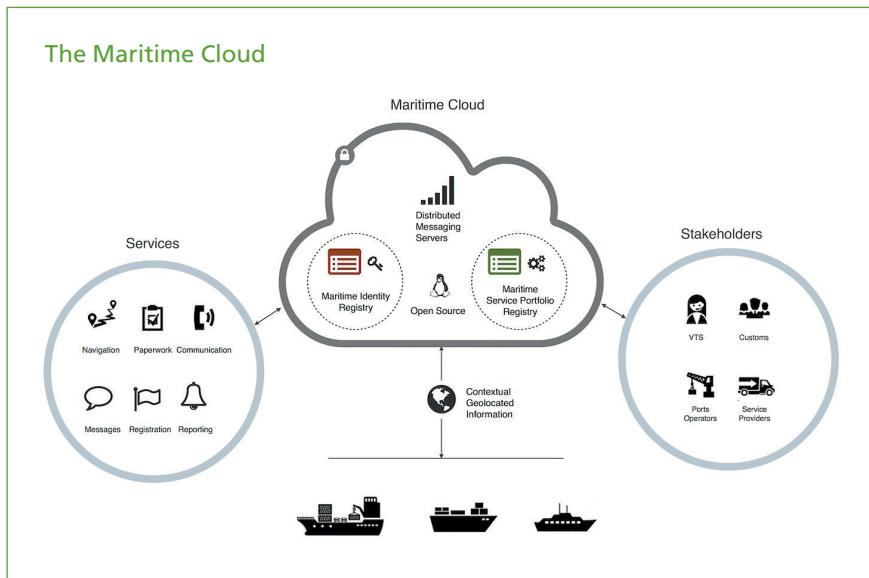 The Maritime Cloud
Maritime Cloud
Distributed
Messaging
Servers
Maritime Identity
Registry
Open Source
Maritime
Service Portfolio
Registry
Services
Navigation
Paperwork
Communication
Messages
Registration
Reporting
Stakeholders
VTS
Customs
Ports
Operators
Service
Providers
Contextual
Geolocated
Information